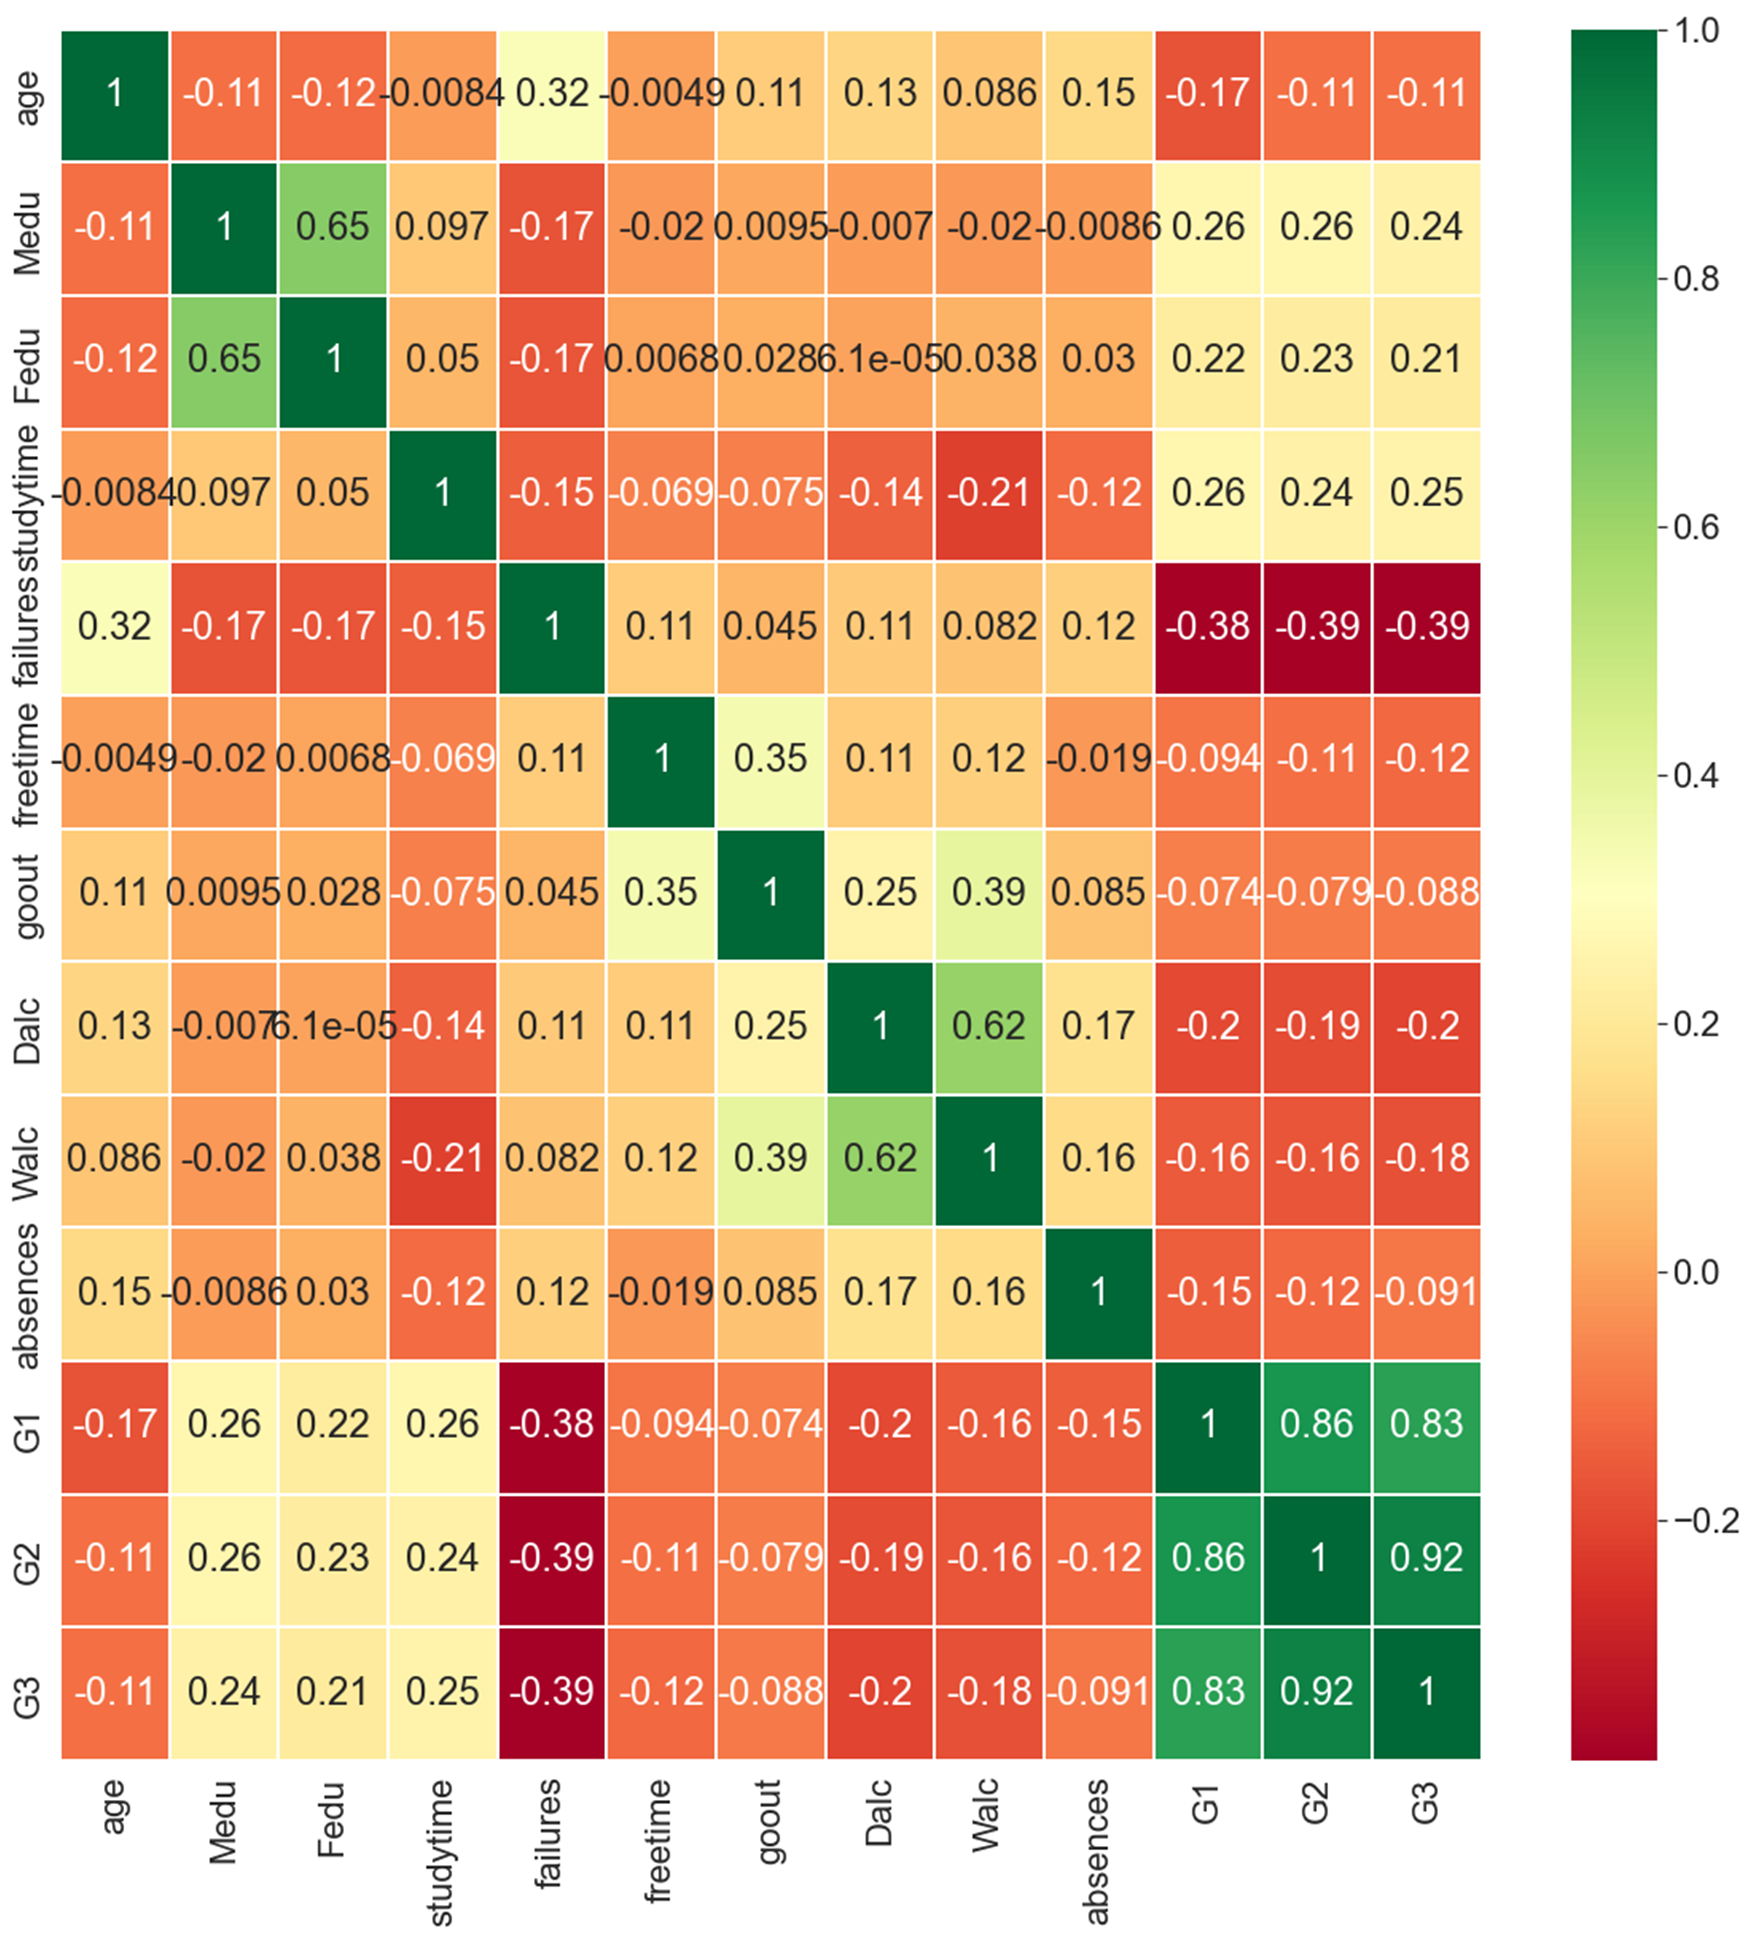 age 1 -0.11 -0.12 -0.0084 0.32 -0.0049 0.11 0.13 0.086 0.15 -0.17 -0.11 -0.11
Medu -0.11 1 0.65 0.097 -0.17 -0.02 0.0095 -0.007 -0.02 -0.0086 0.26 0.26 0.24
Fedu -0.12 0.65 1 0.05 -0.17 0.0068 0.028 6.1e-05 0.038 0.03 0.22 0.23 0.21
studytime -0.0084 0.097 0.05 1 -0.15 -0.069 -0.075 -0.14 -0.21 -0.12 0.26 0.24 0.25
failures 0.32 -0.17 -0.17 -0.15 1 0.11 0.045 0.11 0.082 0.12 -0.38 -0.39 -0.39
fretime -0.0049 -0.02 0.0068 -0.069 0.11 1 0.35 0.11 0.12 -0.019 -0.094 -0.11 -0.12
goout 0.11 0.0095 0.028 -0.075 0.045 0.35 1 0.25 0.39 0.085 -0.074 -0.079 -0.088
Dalc 0.13 -0.007 6.1e-05 -0.14 0.11 0.11 0.25 1 0.62 0.17 -0.2 -0.19 -0.2
Walc 0.086 -0.02 0.038 -0.21 0.082 0.12 0.39 0.62 1 0.16 -0.16 -0.16 -0.18
absences 0.15 -0.0086 0.03 -0.12 0.12 -0.019 0.085 0.17 0.16 1 -0.15 -0.12 -0.091
G1 -0.17 0.26 0.22 0.26 -0.38 -0.094 -0.074 -0.2 -0.16 -0.15 1 0.86 0.83
G2 -0.11 0.26 0.23 0.24 -0.39 -0.11 -0.079 -0.19 -0.16 -0.12 0.86 1 0.92
G3 -0.11 0.24 0.21 0.25 -0.39 -0.12 -0.088 -0.2 -0.18 -0.091 0.83 0.92 1
age Medu Fedu studytime failures freetime goout Dalc Walc absences G1 G2 G3
1.0
0.8
0.6
0.4
0.2
0.0
−0.2